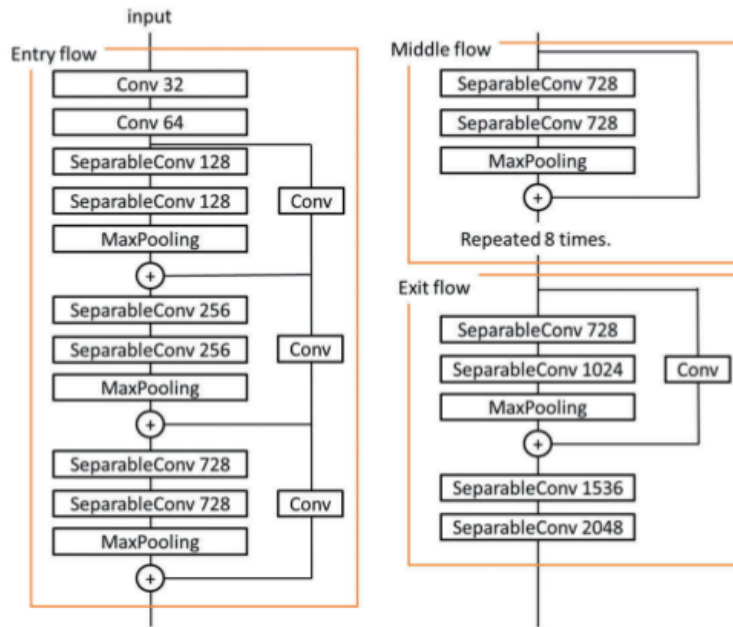 input
Entry flow
Conv 32
Conv 64
SeparableConv 128
SeparableConv 128
Conv
MaxPooling
+
SeparableConv 256
SeparableConv 256
Conv
MaxPooling
+
SeparableConv 728
SeparableConv 728
Conv
MaxPooling
+
Middle flow
SeparableConv 728
SeparableConv 728
MaxPooling
+
Repeated 8 times.
Exit flow
SeparableConv 728
SeparableConv 1024
Conv
MaxPooling
+
SeparableConv 1536
SeparableConv 2048